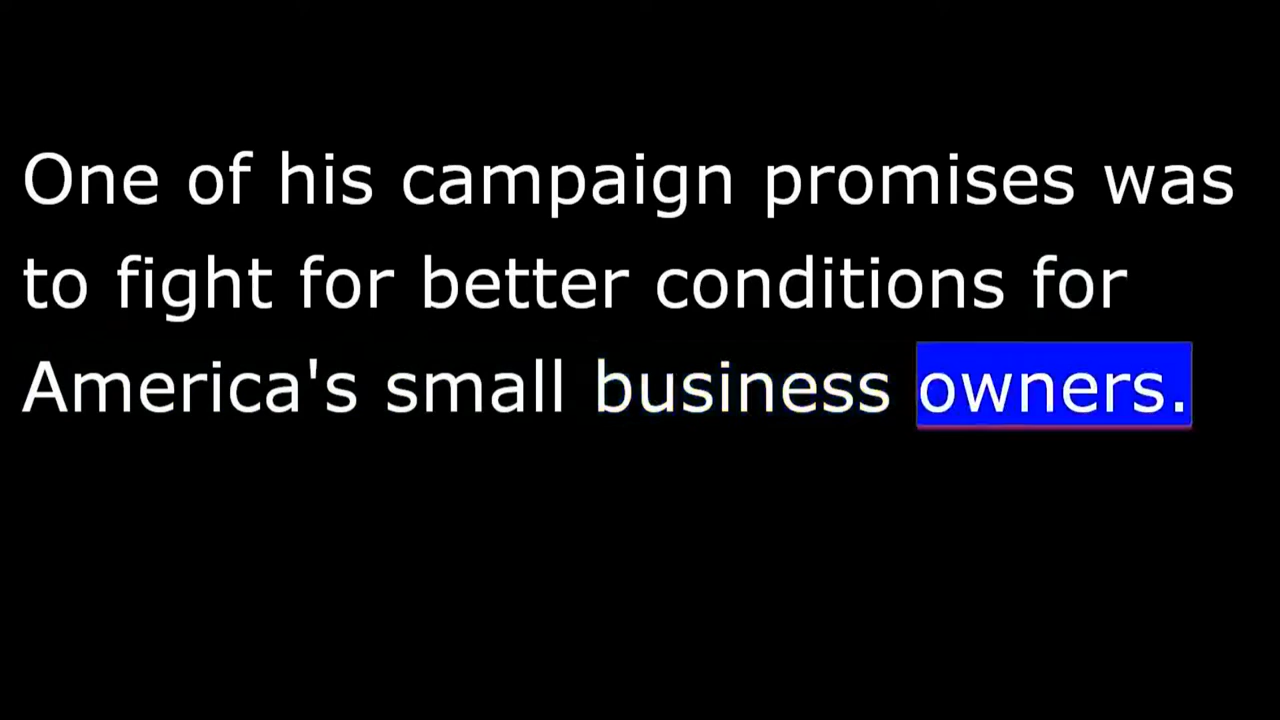 One of his campaign promises was
to fight for better conditions for
America's small business owners.